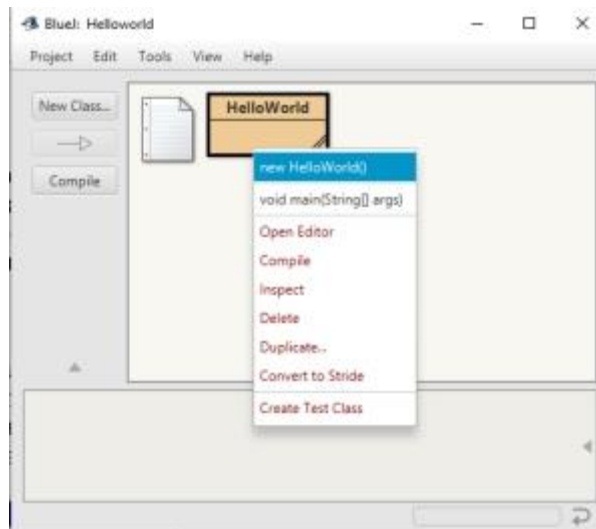 BlueJ: Helloworld
Project Edit Tools View Help
New Class...
HelloWorld
Compile
new HelloWorld()
void main(String[] args)
Open Editor
Compile
Inspect
Delete
Duplicate...
Convert to Stride
Create Test Class